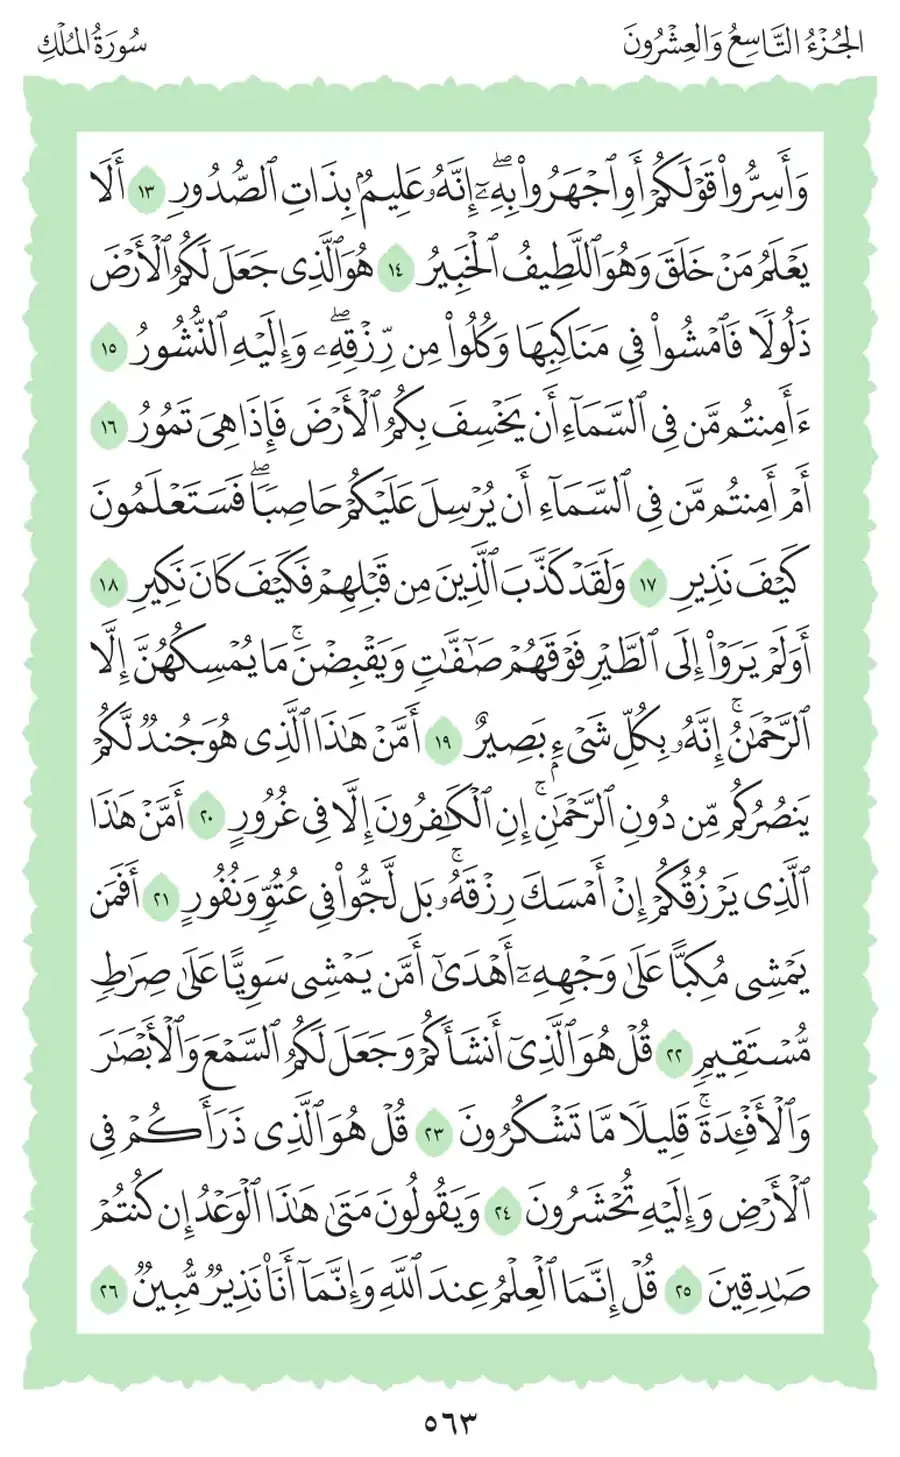 الجُزْءُ التَّاسِعُ وَالعِشْرُونَ
سُورَةُ المُلْكِ
وَأَسِرُّوا۟ قَوْلَكُمْ أَوِ ٱجْهَرُوا۟ بِهِۦٓ ۖ إِنَّهُۥ عَلِيمٌۢ بِذَاتِ ٱلصُّدُورِ ١٣ أَلَا
يَعْلَمُ مَنْ خَلَقَ وَهُوَ ٱللَّطِيفُ ٱلْخَبِيرُ ١٤ هُوَ ٱلَّذِى جَعَلَ لَكُمُ ٱلْأَرْضَ
ذَلُولًا فَٱمْشُوا۟ فِى مَنَاكِبِهَا وَكُلُوا۟ مِن رِّزْقِهِۦ ۖ وَإِلَيْهِ ٱلنُّشُورُ ١٥
ءَأَمِنتُم مَّن فِى ٱلسَّمَآءِ أَن يَخْسِفَ بِكُمُ ٱلْأَرْضَ فَإِذَا هِىَ تَمُورُ ١٦
أَمْ أَمِنتُم مَّن فِى ٱلسَّمَآءِ أَن يُرْسِلَ عَلَيْكُمْ حَاصِبًا ۖ فَسَتَعْلَمُونَ
كَيْفَ نَذِيرِ ١٧ وَلَقَدْ كَذَّبَ ٱلَّذِينَ مِن قَبْلِهِمْ فَكَيْفَ كَانَ نَكِيرِ ١٨
أَوَلَمْ يَرَوْا۟ إِلَى ٱلطَّيْرِ فَوْقَهُمْ صَٰٓفَّٰتٍ وَيَقْبِضْنَ ۚ مَا يُمْسِكُهُنَّ إِلَّا
ٱلرَّحْمَٰنُ ۚ إِنَّهُۥ بِكُلِّ شَىْءٍۭ بَصِيرٌ ١٩ أَمَّنْ هَٰذَا ٱلَّذِى هُوَ جُندٌ لَّكُمْ
يَنصُرُكُم مِّن دُونِ ٱلرَّحْمَٰنِ ۚ إِنِ ٱلْكَٰفِرُونَ إِلَّا فِى غُرُورٍ ٢٠ أَمَّنْ هَٰذَا
ٱلَّذِى يَرْزُقُكُمْ إِنْ أَمْسَكَ رِزْقَهُۥ ۚ بَل لَّجُّوا۟ فِى عُتُوٍّ وَنُفُورٍ ٢١ أَفَمَن
يَمْشِى مُكِبًّا عَلَىٰ وَجْهِهِۦٓ أَهْدَىٰٓ أَمَّن يَمْشِى سَوِيًّا عَلَىٰ صِرَٰطٍ
مُّسْتَقِيمٍ ٢٢ قُلْ هُوَ ٱلَّذِىٓ أَنشَأَكُمْ وَجَعَلَ لَكُمُ ٱلسَّمْعَ وَٱلْأَبْصَٰرَ
وَٱلْأَفْـِٔدَةَ ۚ قَلِيلًا مَّا تَشْكُرُونَ ٢٣ قُلْ هُوَ ٱلَّذِى ذَرَأَكُمْ فِى
ٱلْأَرْضِ وَإِلَيْهِ تُحْشَرُونَ ٢٤ وَيَقُولُونَ مَتَىٰ هَٰذَا ٱلْوَعْدُ إِن كُنتُمْ
صَٰدِقِينَ ٢٥ قُلْ إِنَّمَا ٱلْعِلْمُ عِندَ ٱللَّهِ وَإِنَّمَآ أَنَا۠ نَذِيرٌ مُّبِينٌ ٢٦
٥٦٣